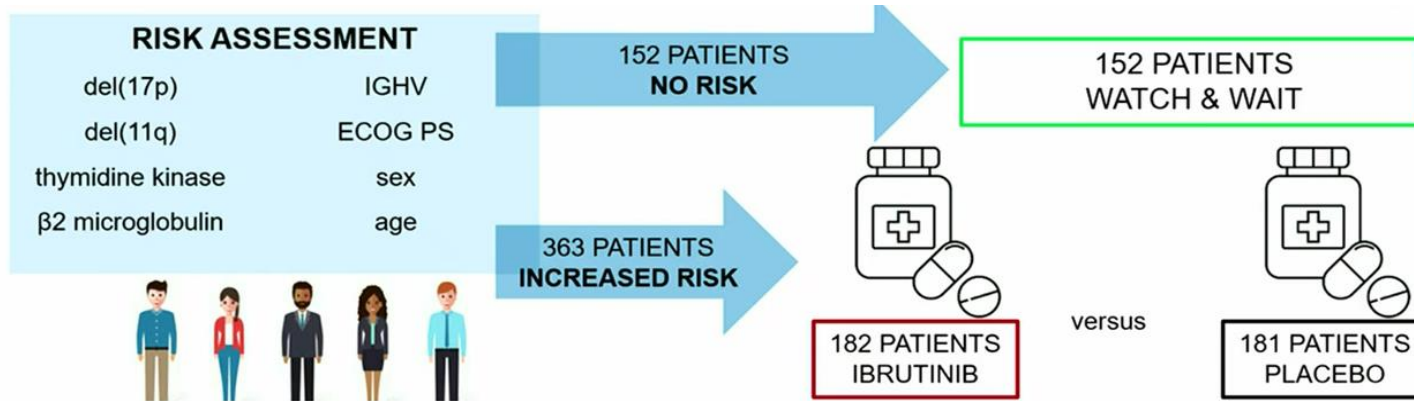 RISK ASSESSMENT
del(17p) IGHV
del(11q) ECOG PS
thymidine kinase sex
β2 microglobulin age
152 PATIENTS
NO RISK
152 PATIENTS
WATCH & WAIT
363 PATIENTS
INCREASED RISK
182 PATIENTS
IBRUTINIB
versus
181 PATIENTS
PLACEBO